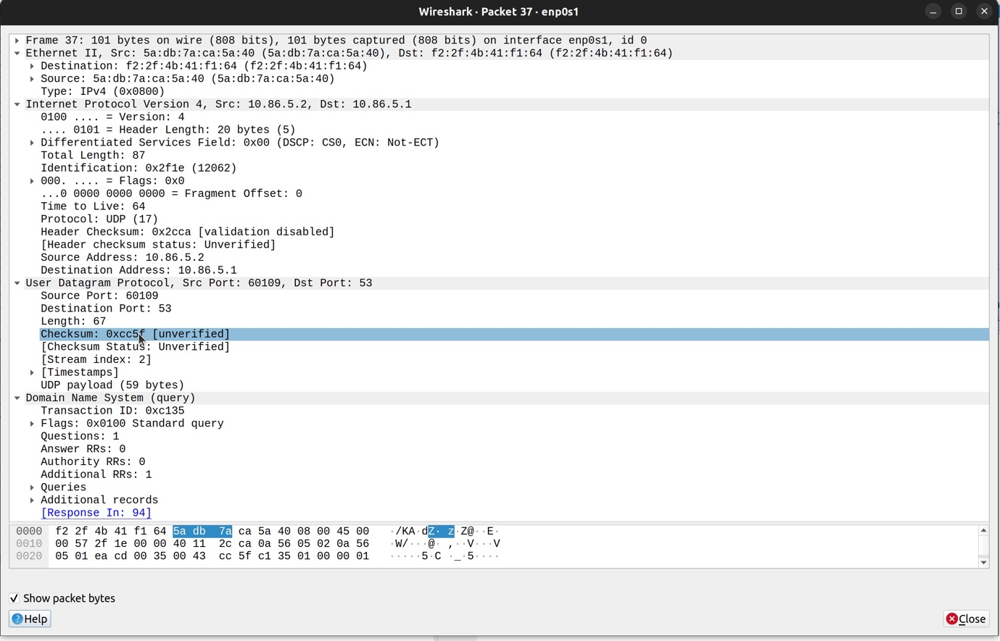 Wireshark · Packet 37 · enp0s1
Frame 37: 101 bytes on wire (808 bits), 101 bytes captured (808 bits) on interface enp0s1, id 0
Ethernet II, Src: 5a:db:7a:ca:5a:40 (5a:db:7a:ca:5a:40), Dst: f2:2f:4b:41:f1:64 (f2:2f:4b:41:f1:64)
Destination: f2:2f:4b:41:f1:64 (f2:2f:4b:41:f1:64)
Source: 5a:db:7a:ca:5a:40 (5a:db:7a:ca:5a:40)
Type: IPv4 (0x0800)
Internet Protocol Version 4, Src: 10.86.5.2, Dst: 10.86.5.1
0100 .... = Version: 4
.... 0101 = Header Length: 20 bytes (5)
Differentiated Services Field: 0x00 (DSCP: CS0, ECN: Not-ECT)
Total Length: 87
Identification: 0x2f1e (12062)
000. .... = Flags: 0x0
...0 0000 0000 0000 = Fragment Offset: 0
Time to Live: 64
Protocol: UDP (17)
Header Checksum: 0x2cca [validation disabled]
[Header checksum status: Unverified]
Source Address: 10.86.5.2
Destination Address: 10.86.5.1
User Datagram Protocol, Src Port: 60109, Dst Port: 53
Source Port: 60109
Destination Port: 53
Length: 67
Checksum: 0xcc5f [unverified]
[Checksum Status: Unverified]
[Stream index: 2]
[Timestamps]
UDP payload (59 bytes)
Domain Name System (query)
Transaction ID: 0xc135
Flags: 0x0100 Standard query
Questions: 1
Answer RRs: 0
Authority RRs: 0
Additional RRs: 1
Queries
Additional records
[Response In: 94]
0000 f2 2f 4b 41 f1 64 5a db 7a ca 5a 40 08 00 45 00 ·/KA·dZ· z·Z@··E·
0010 00 57 2f 1e 00 00 40 11 2c ca 0a 56 05 02 0a 56 ·W/···@· ,··V···V
0020 05 01 ea cd 00 35 00 43 cc 5f c1 35 01 00 00 01 ·····5·C ·_·5····
Show packet bytes
Help
Close